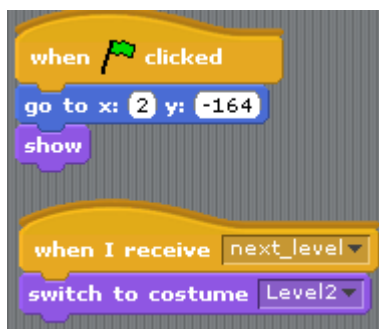 when clicked
go to x: 2 y: -164
show
when I receive next_level
switch to costume Level2